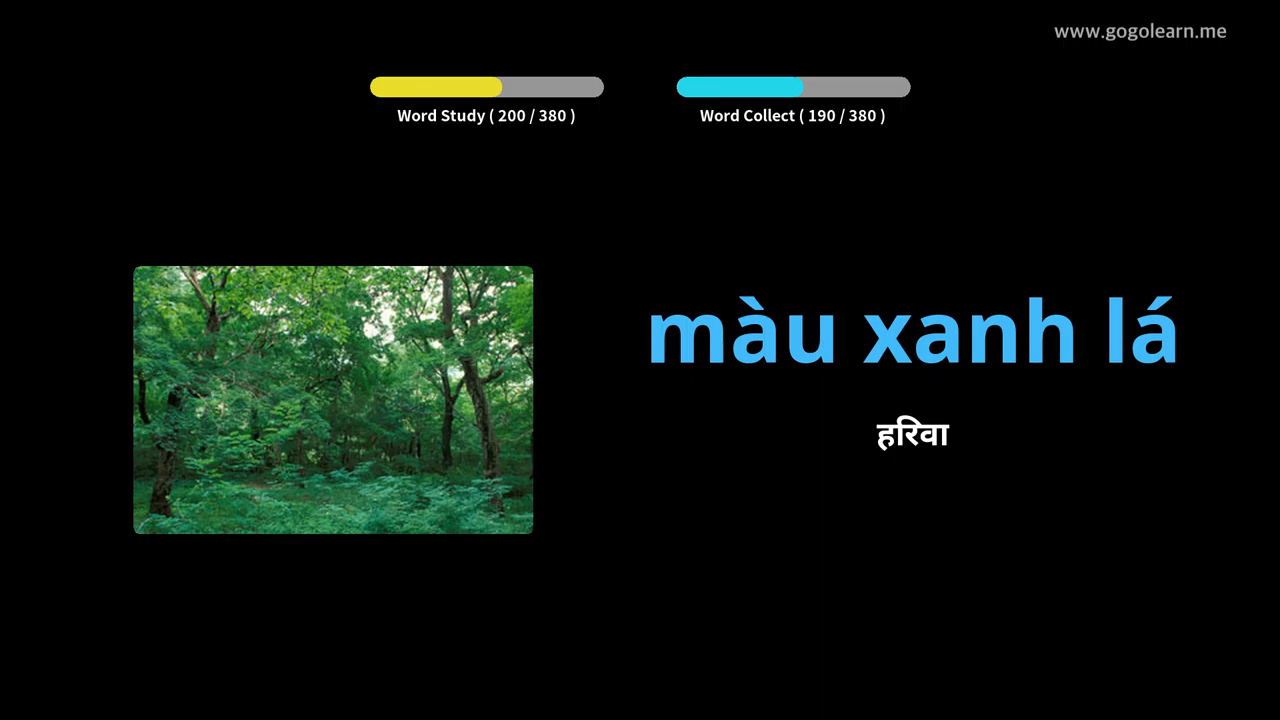 www.gogolearn.me
Word Study ( 200 / 380 )
Word Collect ( 190 / 380 )
màu xanh lá
हरिवा